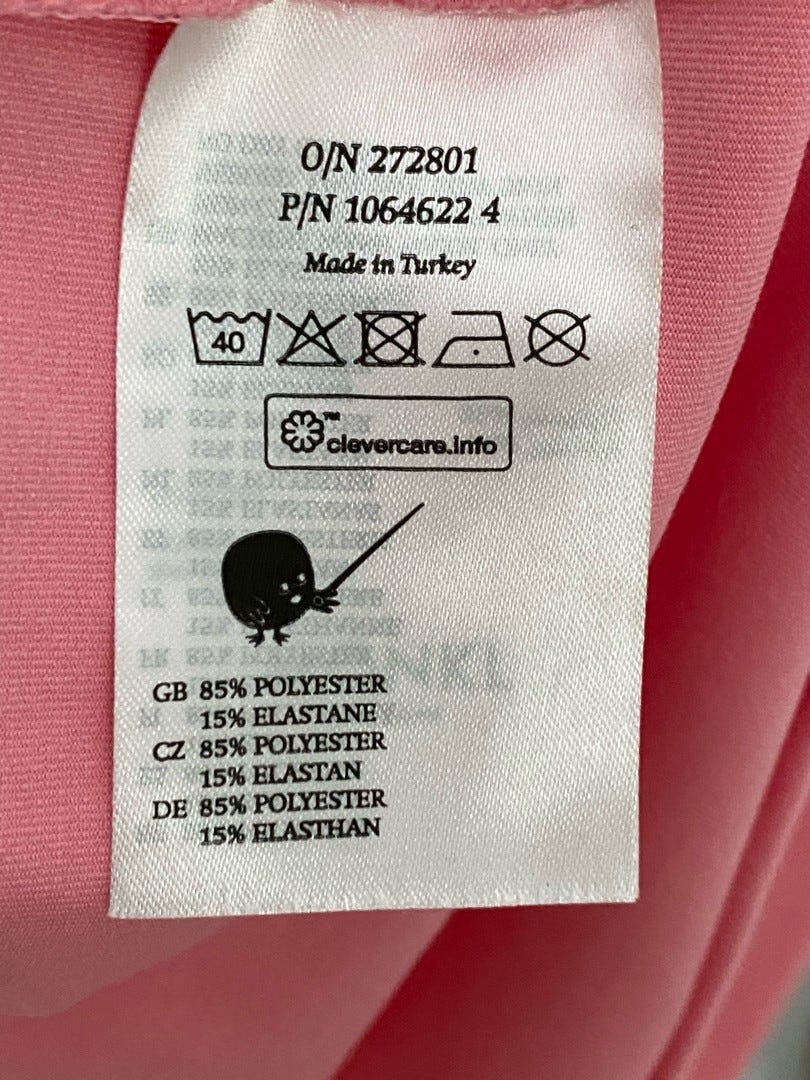 O/N 272801
P/N 1064622 4
Made in Turkey
40
™
clevercare.info
GB 85% POLYESTER
15% ELASTANE
CZ 85% POLYESTER
15% ELASTAN
DE 85% POLYESTER
15% ELASTHAN